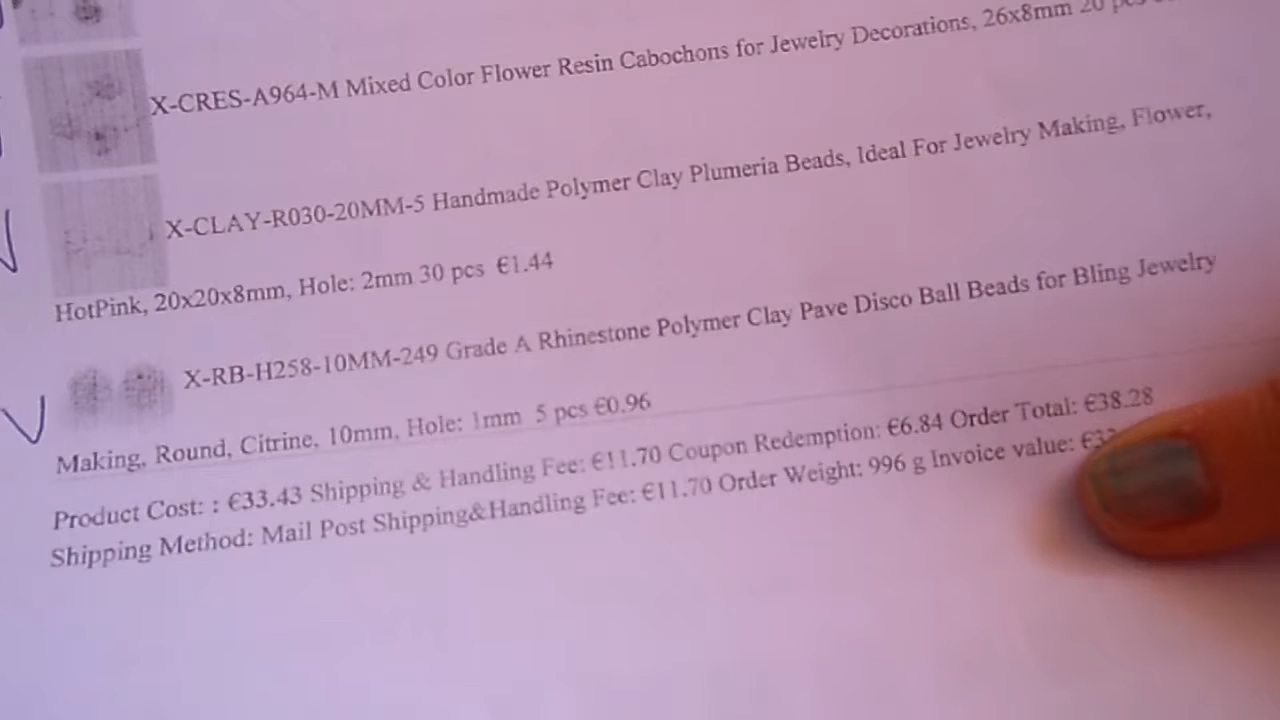 X-CRES-A964-M Mixed Color Flower Resin Cabochons for Jewelry Decorations, 26x8mm 20 pcs
X-CLAY-R030-20MM-5 Handmade Polymer Clay Plumeria Beads, Ideal For Jewelry Making, Flower,
HotPink, 20x20x8mm, Hole: 2mm 30 pcs €1.44
X-RB-H258-10MM-249 Grade A Rhinestone Polymer Clay Pave Disco Ball Beads for Bling Jewelry
Making, Round, Citrine, 10mm, Hole: 1mm 5 pcs €0.96
Product Cost: : €33.43 Shipping & Handling Fee: €11.70 Coupon Redemption: €6.84 Order Total: €38.28
Shipping Method: Mail Post Shipping&Handling Fee: €11.70 Order Weight: 996 g Invoice value: